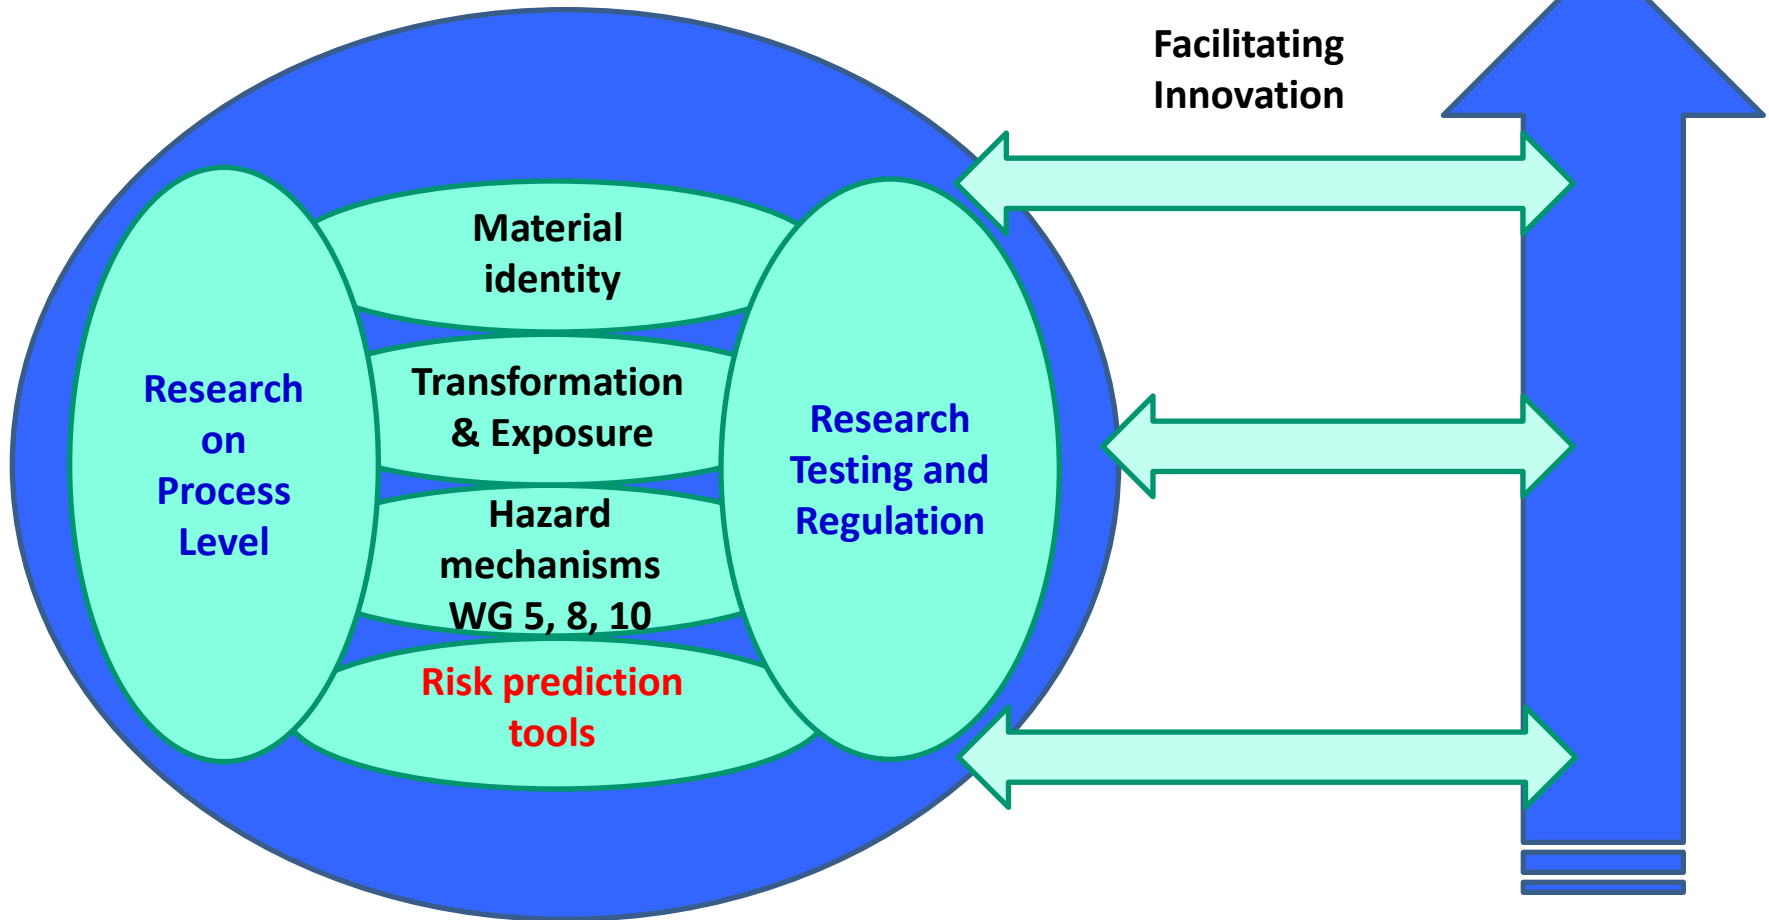 Facilitating
Innovation
Material
identity
Transformation
& Exposure
Hazard
mechanisms
WG 5, 8, 10
Risk prediction
tools
Research
on
Process
Level
Research
Testing and
Regulation